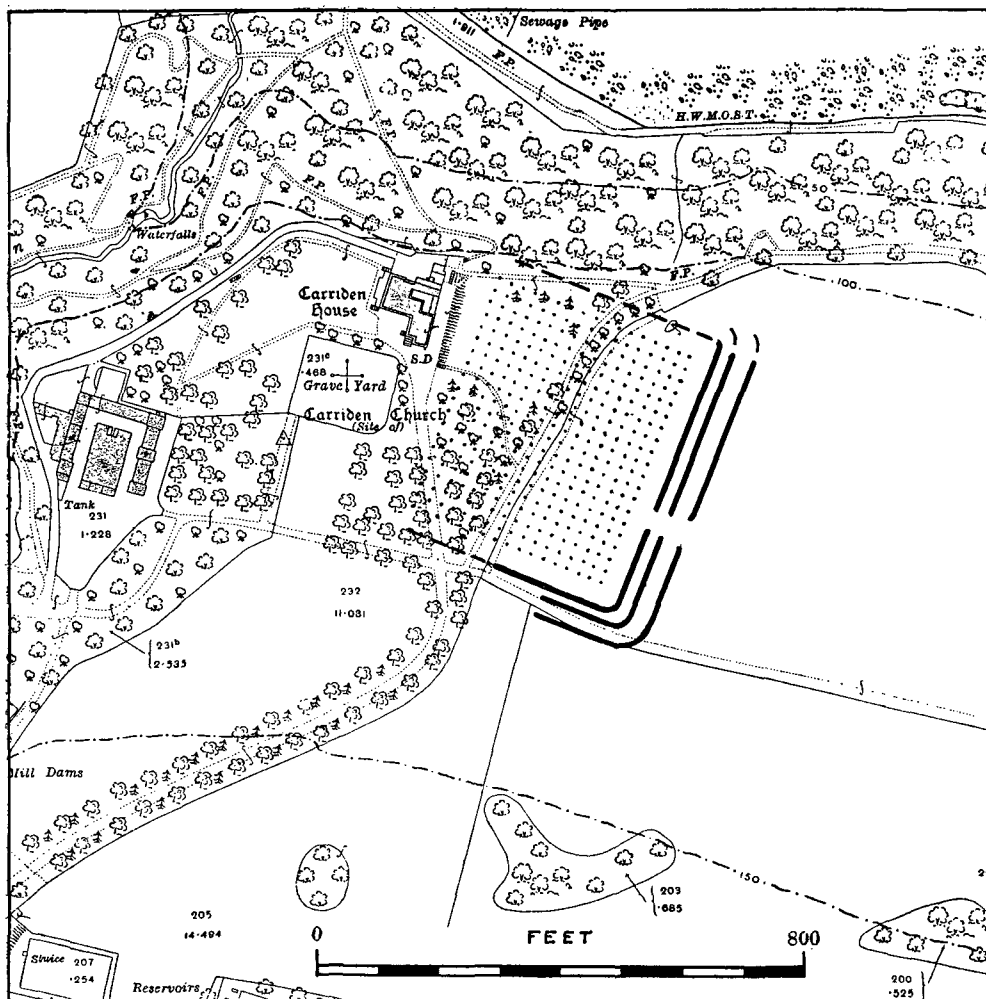 Sewage Pipe
1·811
F.P.
H.W.M.O.S.T.
F.P.
F.P.
F.P.
F.P.
50
Waterfalls
F.P.
100
Carriden
House
S.D
231ᶜ
·468
Grave Yard
Carriden Church
(Site of)
Tank
231
1·228
232
11·031
231ᵇ
2·535
Mill Dams
150
203
·685
205
14·494
0 FEET 800
Sluice 207
·254
Reservoirs
200
·525